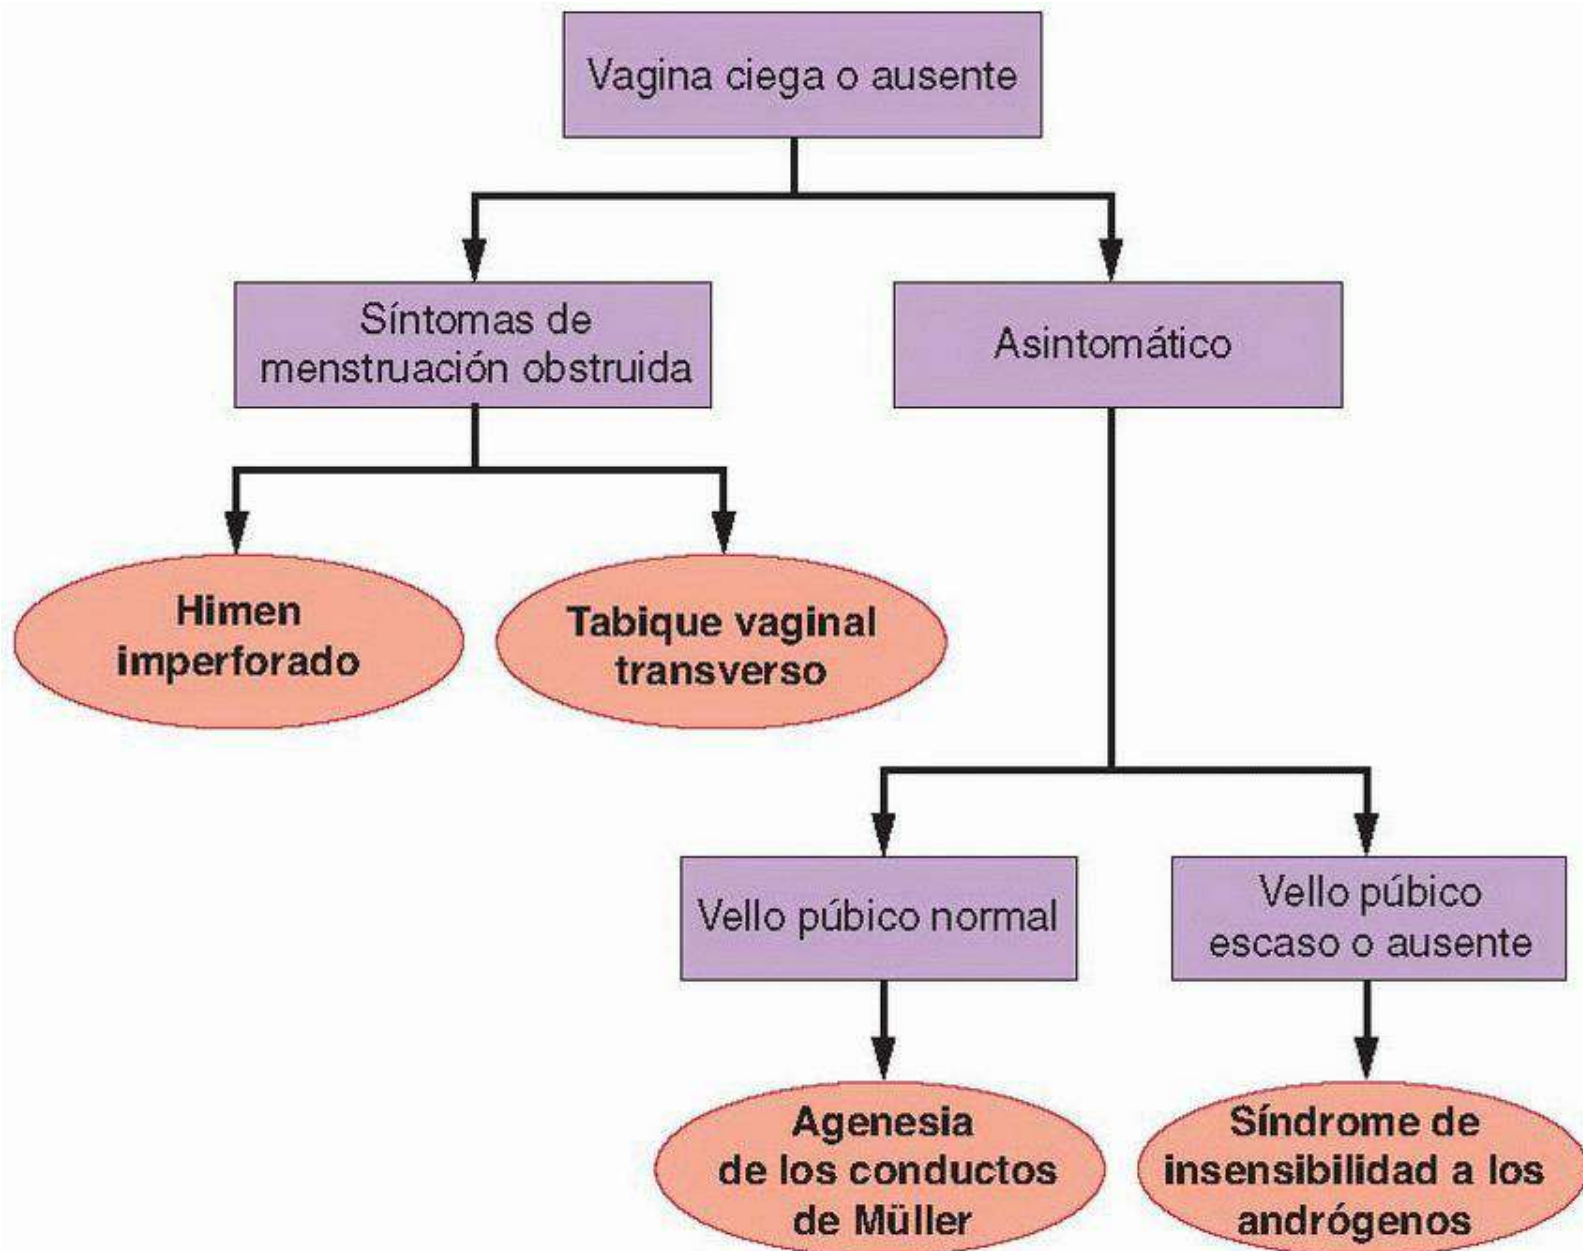 Vagina ciega o ausente
Síntomas de
menstruación obstruida
Asintomático
Himen
imperforado
Tabique vaginal
transverso
Vello púbico normal
Vello púbico
escaso o ausente
Agenesia
de los conductos
de Müller
Síndrome de
insensibilidad a los
andrógenos